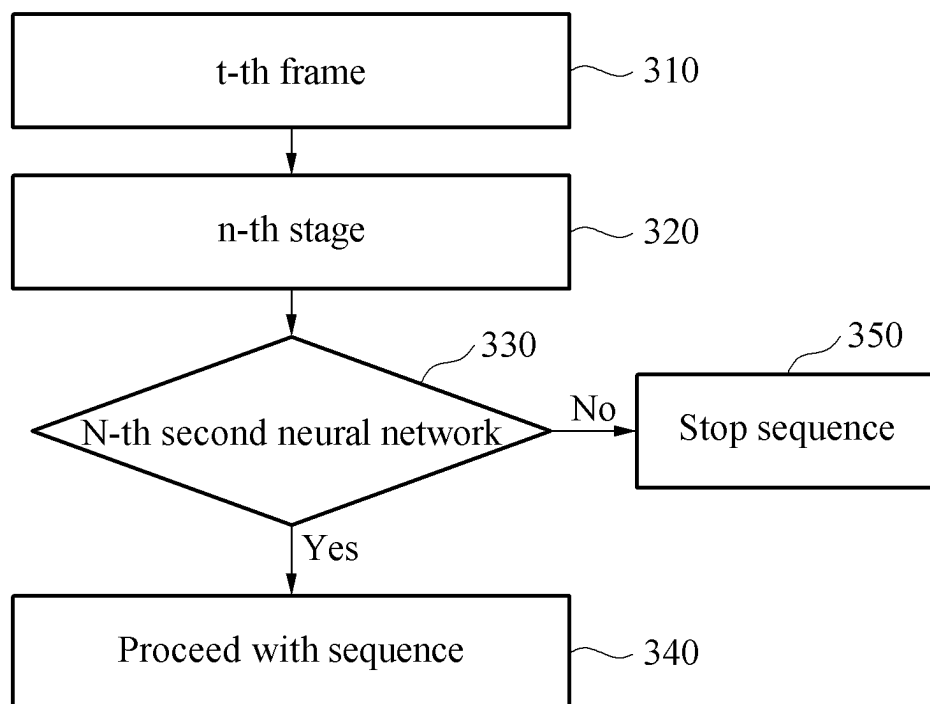 t-th frame
310
n-th stage
320
330
350
N-th second neural network
No
Stop sequence
Yes
Proceed with sequence
340